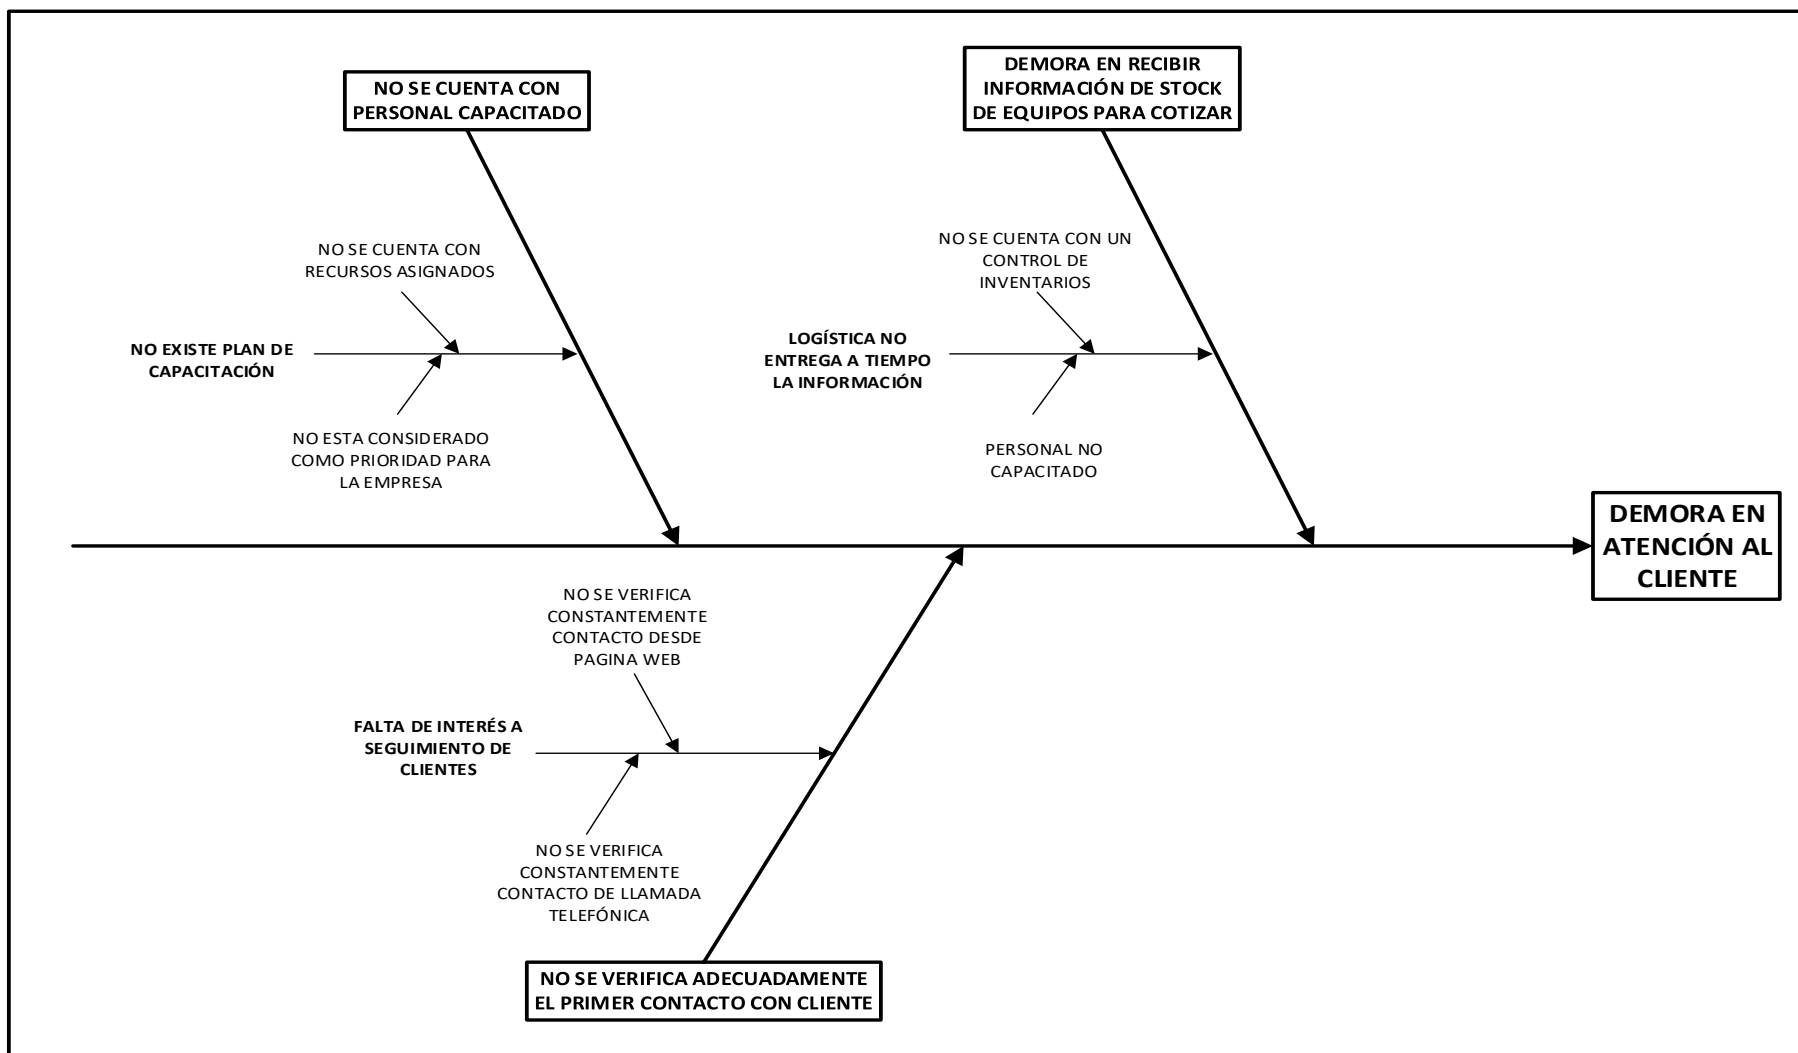 NO SE CUENTA CON
PERSONAL CAPACITADO
DEMORA EN RECIBIR
INFORMACIÓN DE STOCK
DE EQUIPOS PARA COTIZAR
NO SE CUENTA CON
RECURSOS ASIGNADOS
NO EXISTE PLAN DE
CAPACITACIÓN
NO ESTA CONSIDERADO
COMO PRIORIDAD PARA
LA EMPRESA
NO SE CUENTA CON UN
CONTROL DE
INVENTARIOS
LOGÍSTICA NO
ENTREGA A TIEMPO
LA INFORMACIÓN
PERSONAL NO
CAPACITADO
DEMORA EN
ATENCIÓN AL
CLIENTE
NO SE VERIFICA
CONSTANTEMENTE
CONTACTO DESDE
PAGINA WEB
FALTA DE INTERÉS A
SEGUIMIENTO DE
CLIENTES
NO SE VERIFICA
CONSTANTEMENTE
CONTACTO DE LLAMADA
TELEFÓNICA
NO SE VERIFICA ADECUADAMENTE
EL PRIMER CONTACTO CON CLIENTE